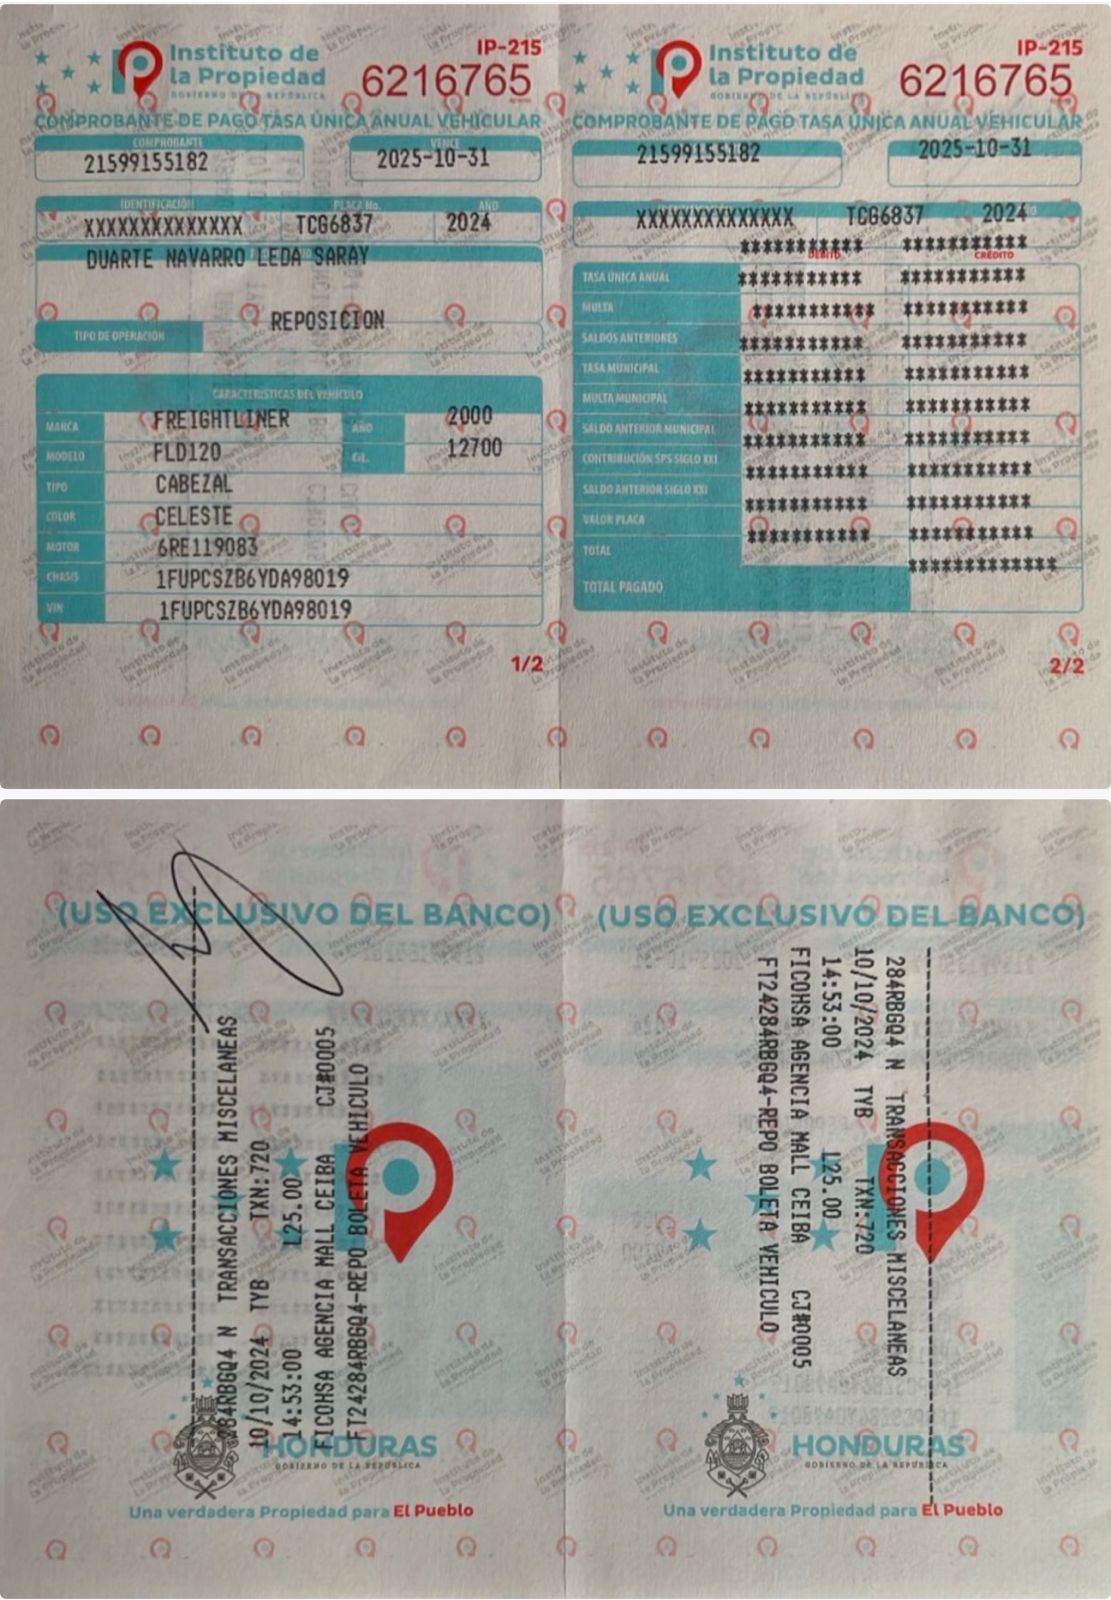 Instituto de
la Propiedad
GOBIERNO DE LA REPÚBLICA
IP-215
6216765
COMPROBANTE DE PAGO TASA ÚNICA ANUAL VEHICULAR
COMPROBANTE
21599155182
VENCE
2025-10-31
IDENTIFICACIÓN PLACA No. AÑO
XXXXXXXXXXXXXX TCG6837 2024
DUARTE NAVARRO LEDA SARAY
TIPO DE OPERACIÓN REPOSICION
CARACTERISTICAS DEL VEHICULO
MARCA FREIGHTLINER AÑO 2000
MODELO FLD120 CIL. 12700
TIPO CABEZAL
COLOR CELESTE
MOTOR 6RE119083
CHASIS 1FUPCSZB6YDA98019
VIN 1FUPCSZB6YDA98019
1/2
Instituto de
la Propiedad
GOBIERNO DE LA REPÚBLICA
IP-215
6216765
COMPROBANTE DE PAGO TASA ÚNICA ANUAL VEHICULAR
21599155182
2025-10-31
XXXXXXXXXXXXXX TCG6837 2024
*********** ***********
DEBITO CREDITO
TASA ÚNICA ANUAL *********** ***********
MULTA *********** ***********
SALDOS ANTERIORES *********** ***********
TASA MUNICIPAL *********** ***********
MULTA MUNICIPAL *********** ***********
SALDO ANTERIOR MUNICIPAL *********** ***********
CONTRIBUCIÓN SPS SIGLO XXI *********** ***********
SALDO ANTERIOR SIGLO XXI *********** ***********
VALOR PLACA *********** ***********
TOTAL *************
TOTAL PAGADO
2/2
(USO EXCLUSIVO DEL BANCO)
284RBGQ4 N TRANSACCIONES MISCELANEAS
10/10/2024 TYB TXN:720
14:53:00 L25.00
FICOHSA AGENCIA MALL CEIBA CJ#0005
FT24284RBGQ4-REPO BOLETA VEHICULO
HONDURAS
GOBIERNO DE LA REPÚBLICA
Una verdadera Propiedad para El Pueblo
(USO EXCLUSIVO DEL BANCO)
284RBGQ4 N TRANSACCIONES MISCELANEAS
10/10/2024 TYB TXN:720
14:53:00 L25.00
FICOHSA AGENCIA MALL CEIBA CJ#0005
FT24284RBGQ4-REPO BOLETA VEHICULO
HONDURAS
GOBIERNO DE LA REPÚBLICA
Una verdadera Propiedad para El Pueblo